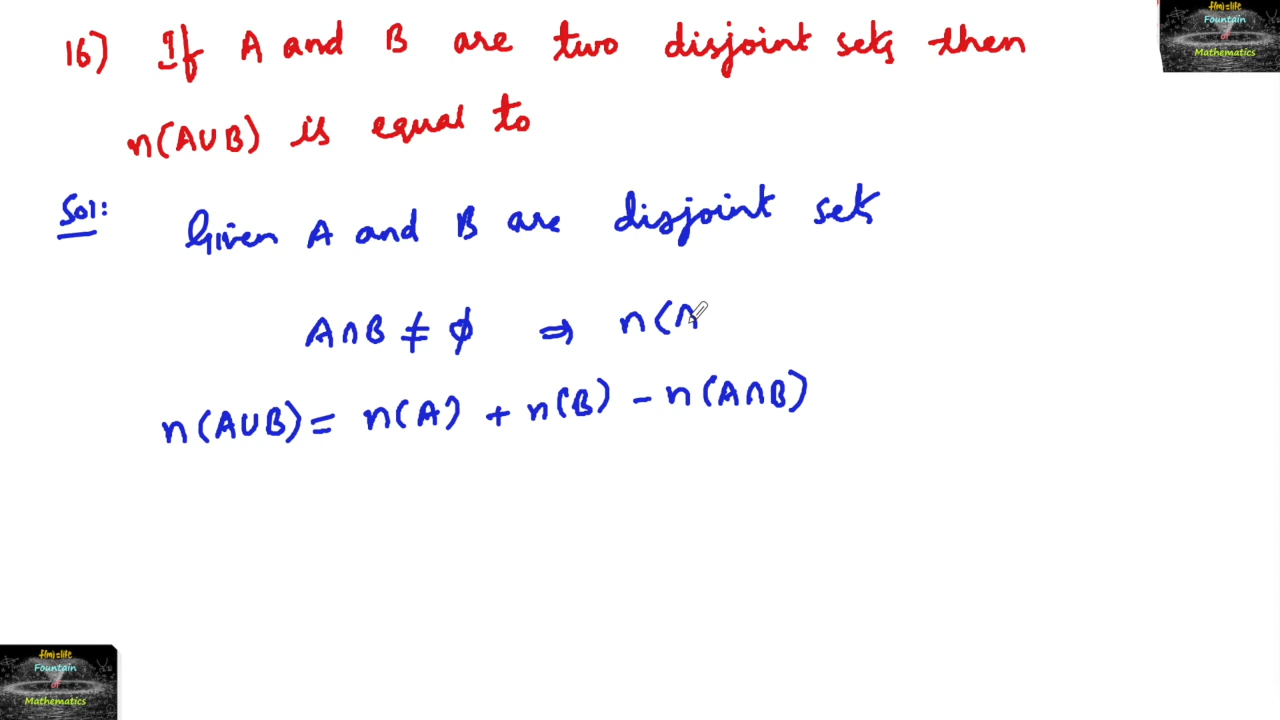 f(m)=life
Fountain
of
Mathematics
16) If A and B are two disjoint sets then
n(A∪B) is equal to
Sol:
Given A and B are disjoint sets
A∩B ≠ ϕ ⇒ n(
n(A∪B) = n(A) + n(B) - n(A∩B)
f(m)=life
Fountain
of
Mathematics